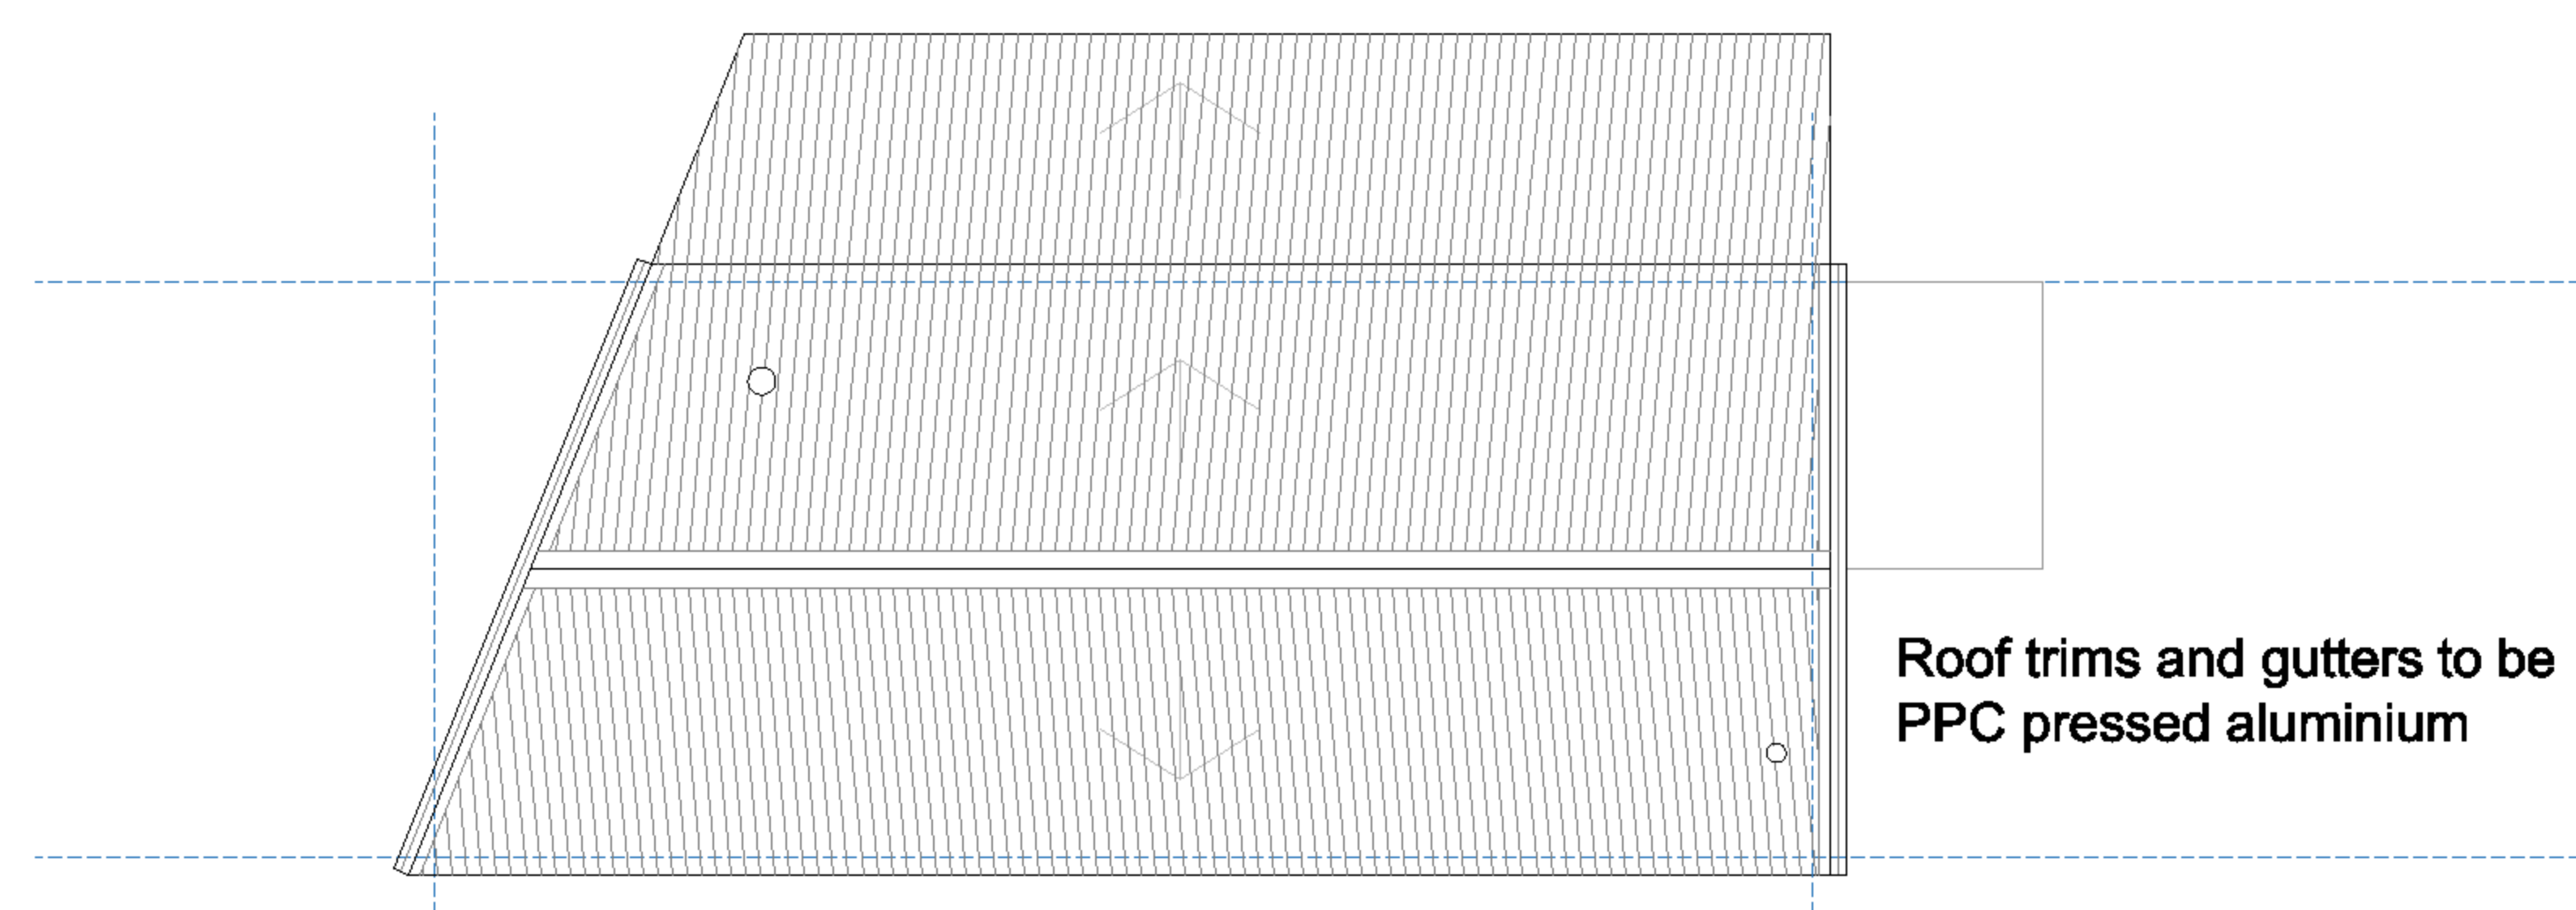 Roof trims and gutters to be
PPC pressed aluminium